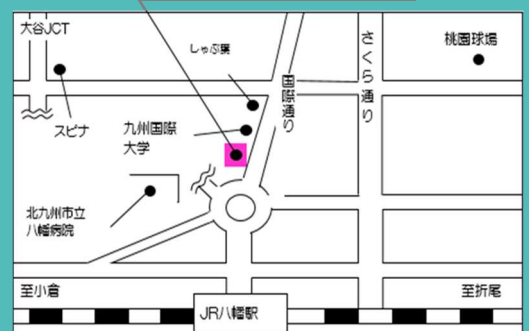 大谷JCT
スピナ
しゃぶ葉
九州国際
大学
国際通り
さくら通り
桃園球場
北九州市立
八幡病院
至小倉
至折尾
JR八幡駅